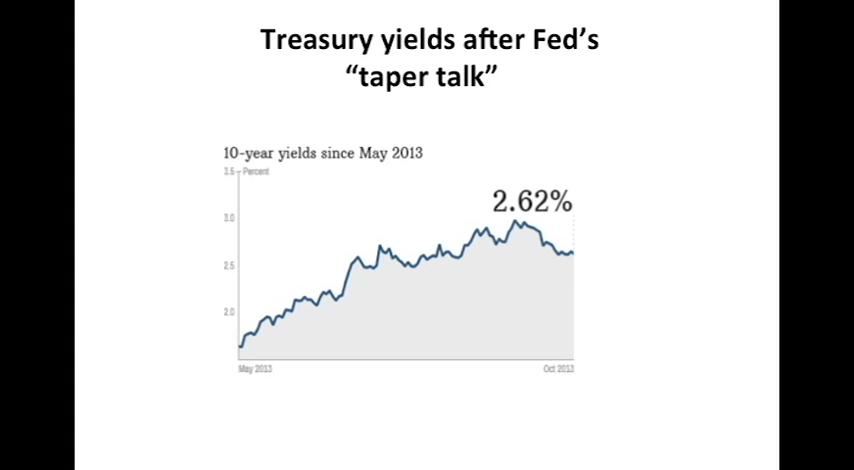 Treasury yields after Fed’s
“taper talk”
10-year yields since May 2013
3.5
Percent
2.62%
3.0
2.5
2.0
May 2013
Oct 2013